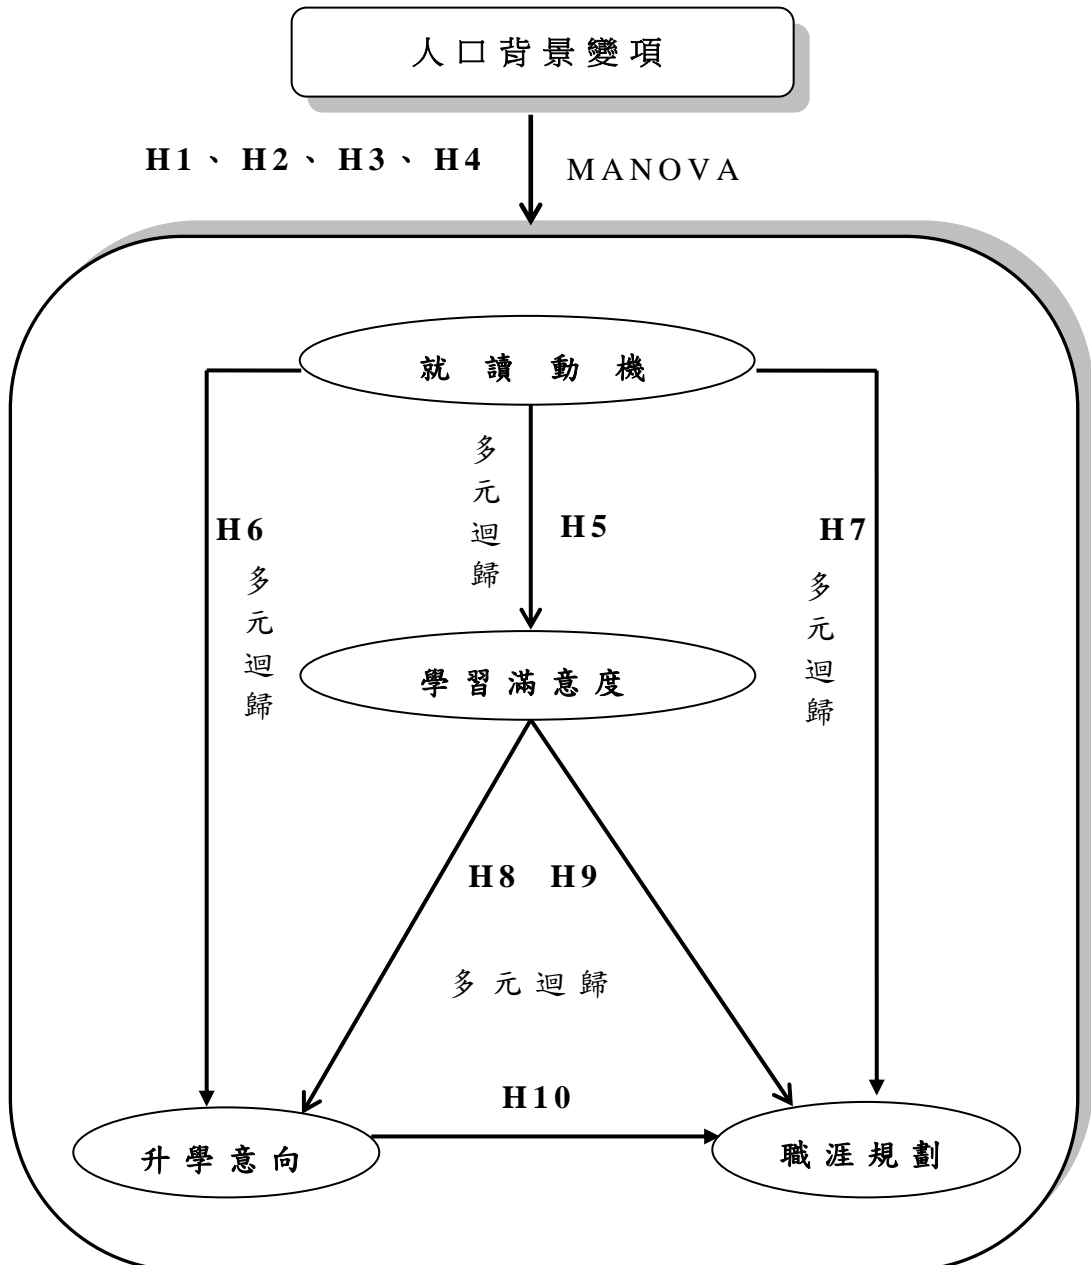 人口背景變項
H1、H2、H3、H4
MANOVA
就讀動機
多元迴歸
H5
H6
多元迴歸
H7
多元迴歸
學習滿意度
H8 H9
多元迴歸
H10
升學意向
職涯規劃